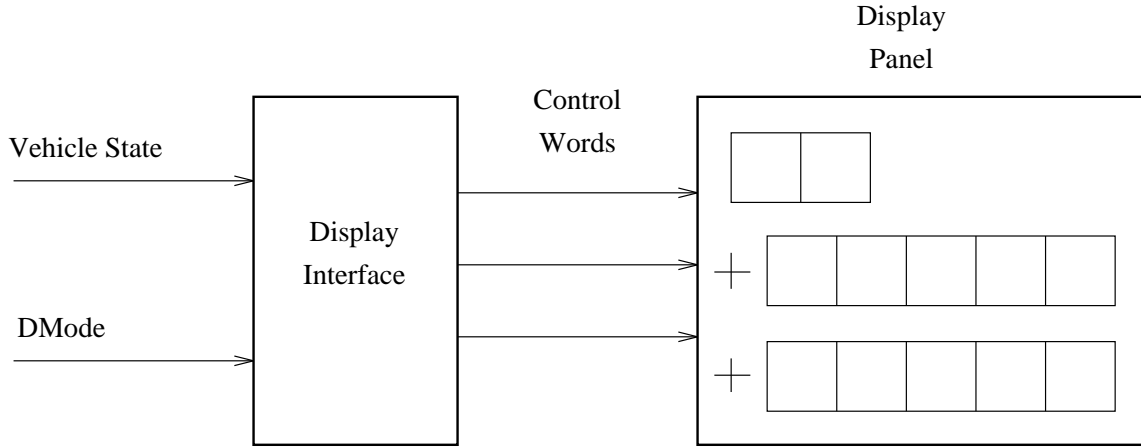 Display
Panel
Control
Words
Vehicle State
Display
Interface
DMode
+
+